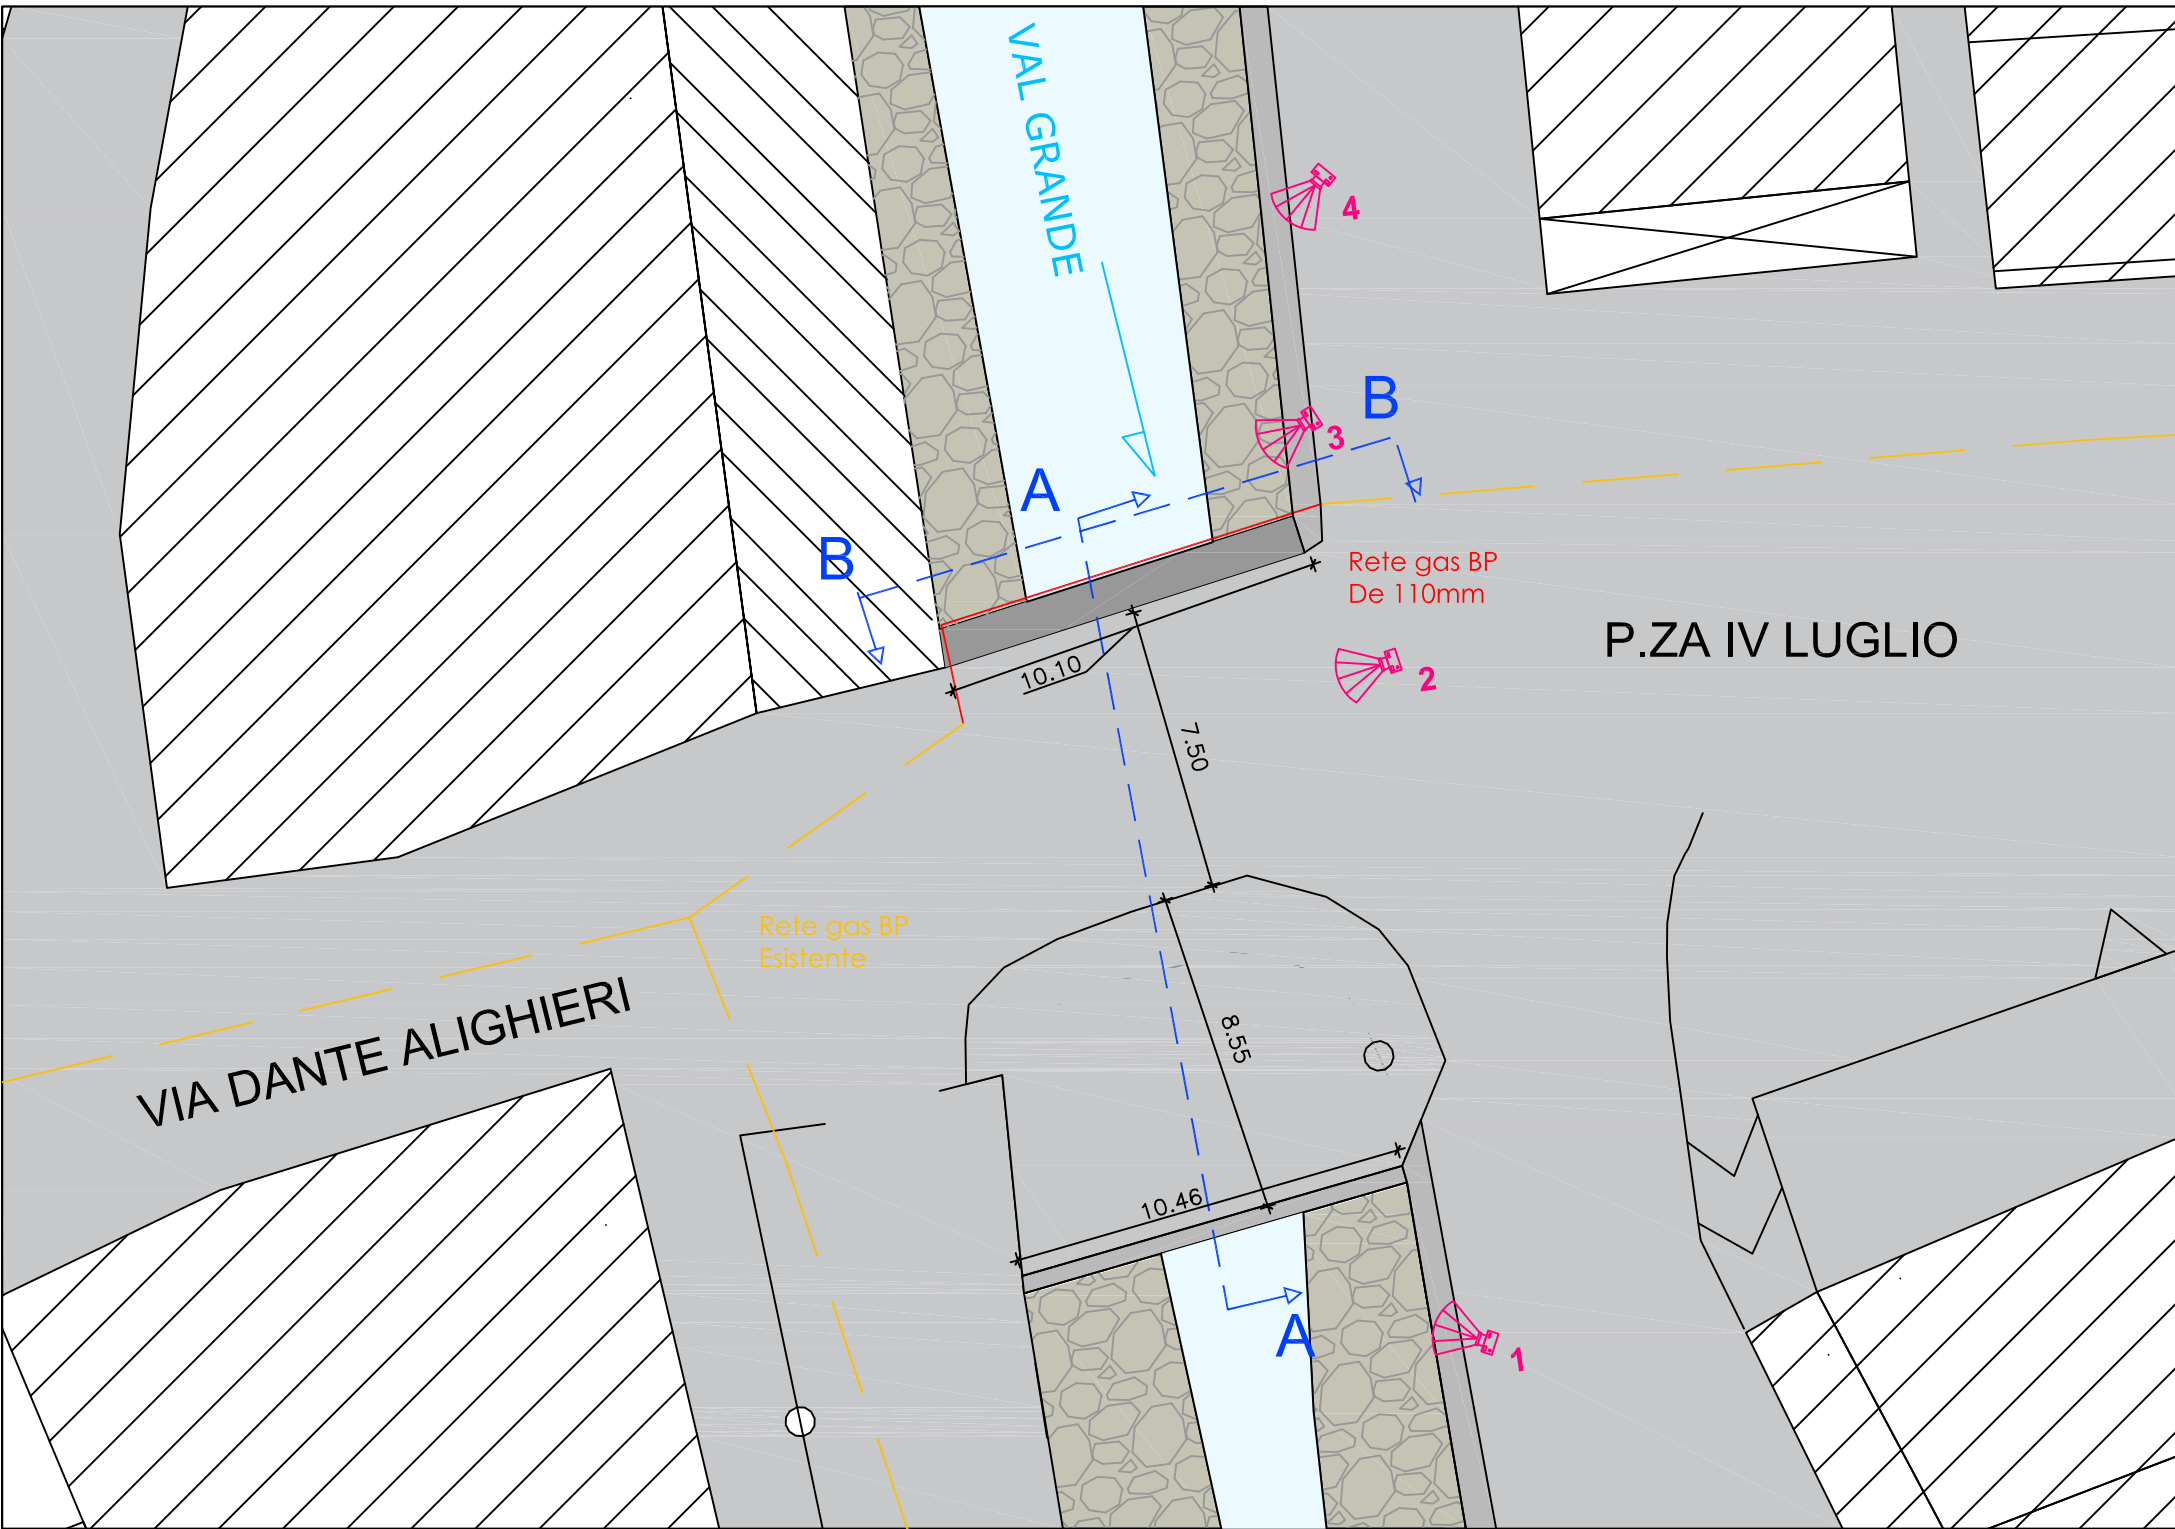 VAL GRANDE
4
B
3
A
B
Rete gas BP
De 110mm
P.ZA IV LUGLIO
10.10
2
7.50
Rete gas BP
Esistente
VIA DANTE ALIGHIERI
8.55
10.46
A
1